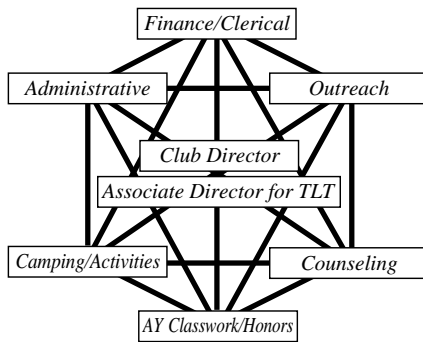 Finance/Clerical
Administrative
Outreach
Club Director
Associate Director for TLT
Camping/Activities
Counseling
AY Classwork/Honors